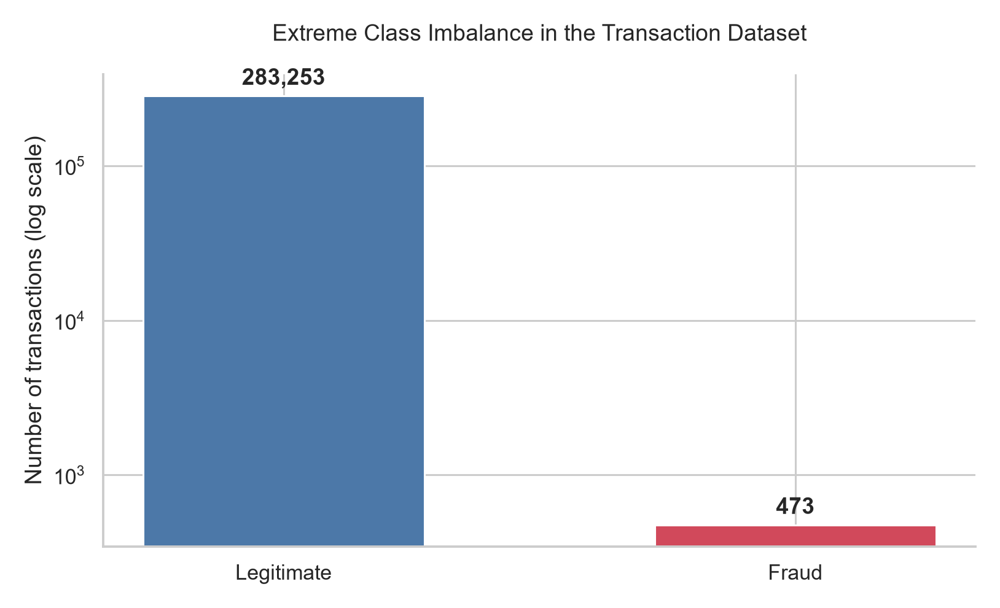 Extreme Class Imbalance in the Transaction Dataset
283,253
10⁵
10⁴
10³
Number of transactions (log scale)
473
Legitimate
Fraud